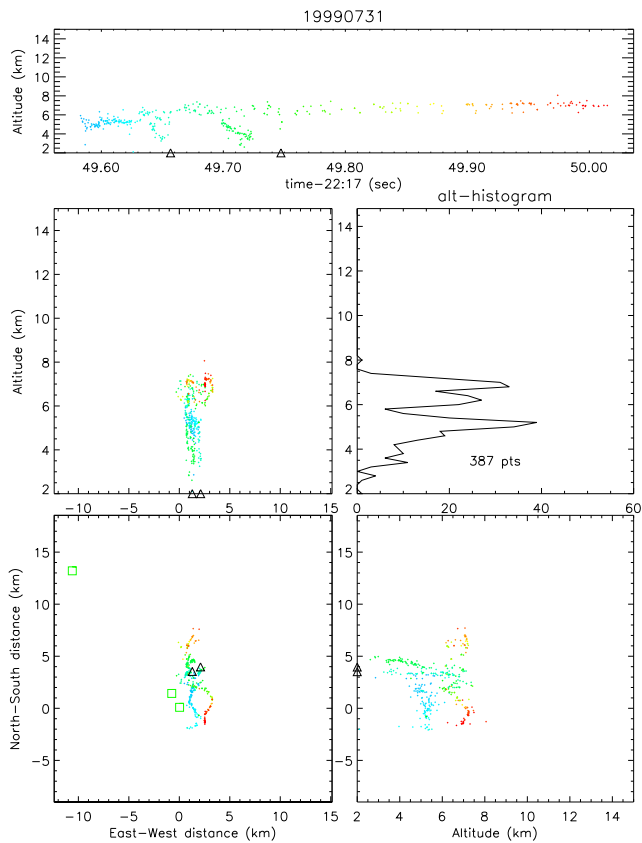 19990731
Altitude (km)
14
12
10
8
6
4
2
49.60 49.70 49.80 49.90 50.00
time-22:17 (sec)
alt-histogram
Altitude (km)
14
12
10
8
6
4
2
-10 -5 0 5 10 15
14
12
10
8
6
4
2
387 pts
0 20 40 60
North-South distance (km)
15
10
5
0
-5
-10 -5 0 5 10 15
East-West distance (km)
15
10
5
0
-5
2 4 6 8 10 12 14
Altitude (km)